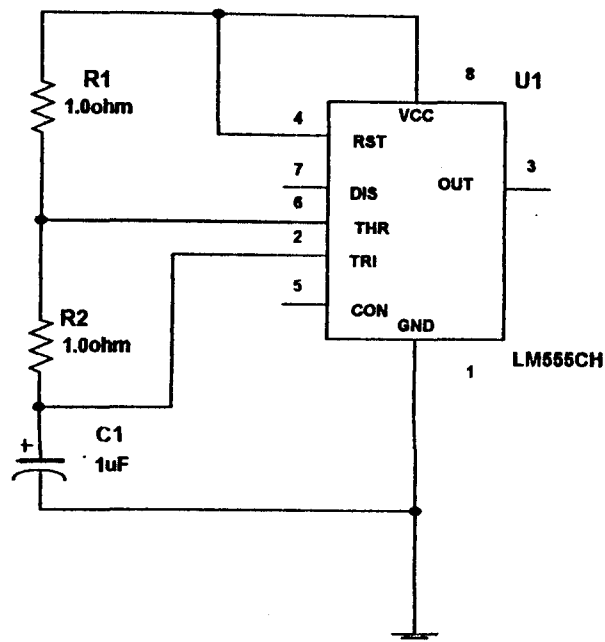 R1
1.0ohm
8
U1
VCC
4
RST
7
DIS
OUT
3
6
THR
2
TRI
5
CON
GND
R2
1.0ohm
1
LM555CH
C1
+
1uF